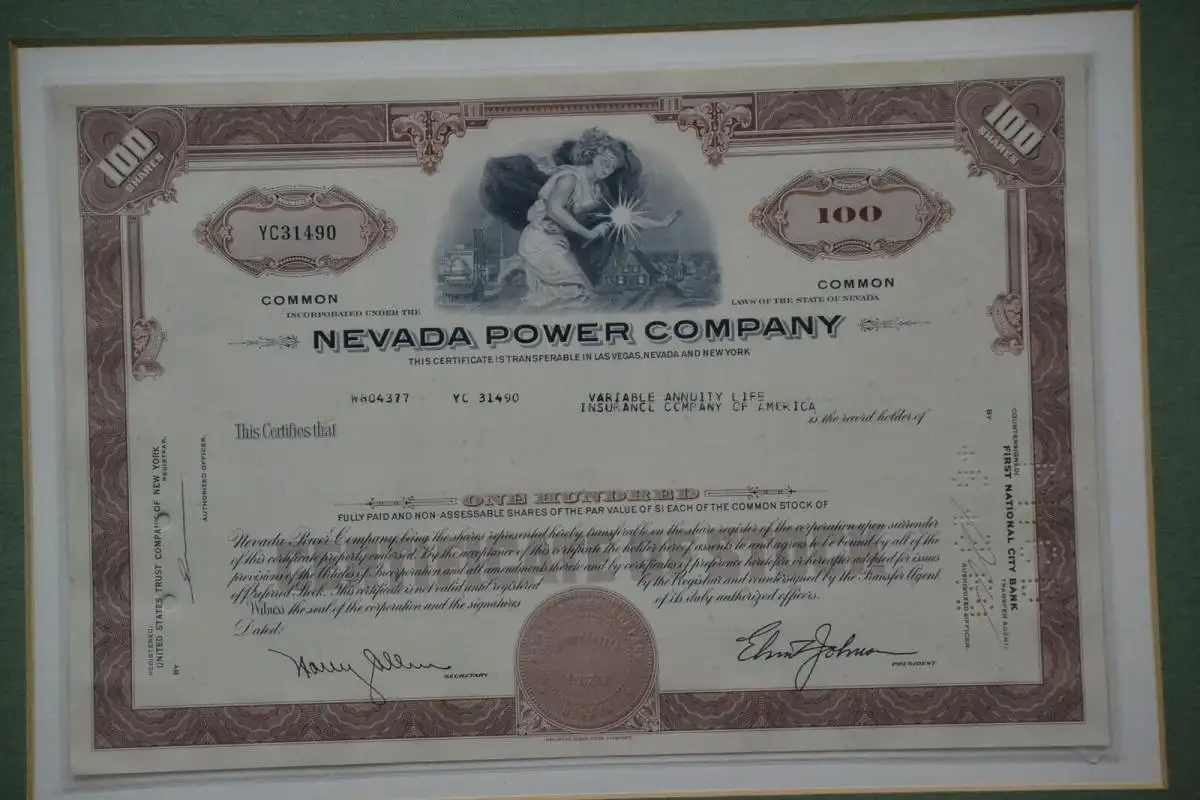 100
SHARES
100
SHARES
NUMBER
YC31490
SHARES
100
COMMON
COMMON
INCORPORATED UNDER THE
LAWS OF THE STATE OF NEVADA
NEVADA POWER COMPANY
THIS CERTIFICATE IS TRANSFERABLE IN LAS VEGAS, NEVADA AND NEW YORK
W804377 YC 31490 VARIABLE ANNUITY LIFE
INSURANCE COMPANY OF AMERICA
is the record holder of
This Certifies that
ONE HUNDRED
FULLY PAID AND NON-ASSESSABLE SHARES OF THE PAR VALUE OF $1 EACH OF THE COMMON STOCK OF
Nevada Power Company, being the shares represented hereby, transferable on the share register of the corporation upon surrender
of this certificate properly endorsed. By the acceptance of this certificate the holder hereof assents to and agrees to be bound by all of the
provisions of the Articles of Incorporation and all amendments thereto and by certificates of preference heretofore or hereafter adopted for issues
of Preferred Stock. This certificate is not valid until registered by the Registrar and countersigned by the Transfer Agent.
Witness the seal of the corporation and the signatures of its duly authorized officers.
Dated:
Harry Allen
SECRETARY
PRESIDENT
REGISTERED:
UNITED STATES TRUST COMPANY OF NEW YORK
REGISTRAR,
BY
AUTHORIZED OFFICER.
COUNTERSIGNED:
FIRST NATIONAL CITY BANK
TRANSFER AGENT:
BY
AUTHORIZED OFFICER.
AMERICAN BANK NOTE COMPANY